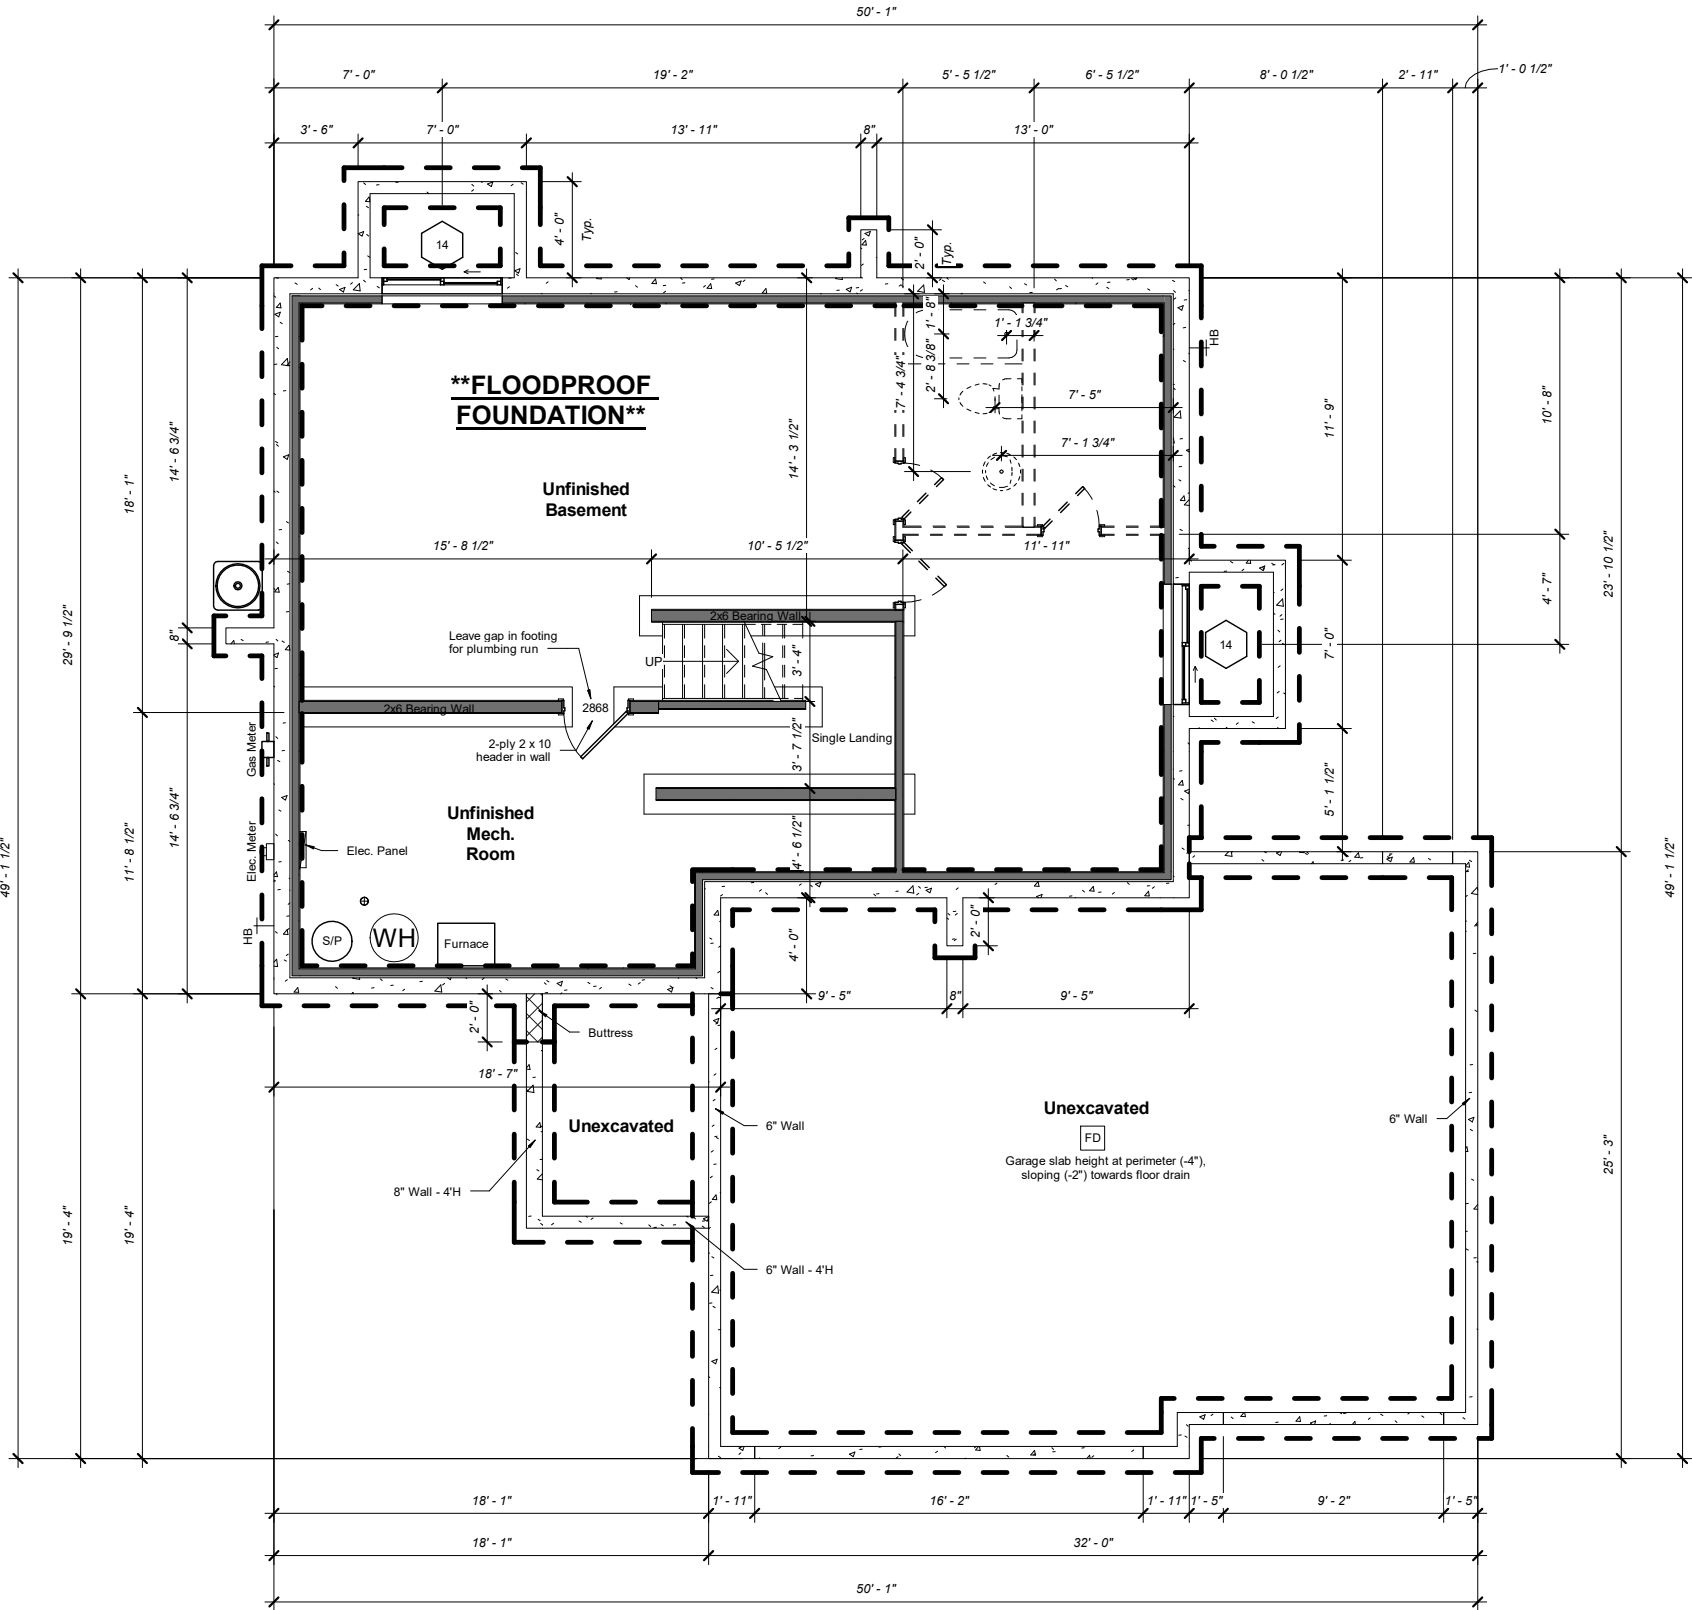 50' - 1"
7' - 0"
19' - 2"
5' - 5 1/2"
6' - 5 1/2"
8' - 0 1/2"
2' - 11"
1' - 0 1/2"
3' - 6"
7' - 0"
13' - 11"
8"
13' - 0"
4' - 0"
Typ.
14
2' - 0"
Typ.
1' - 8"
1' - 1 3/4"
HB
**FLOODPROOF
FOUNDATION**
7' - 4 3/4"
2' - 8 3/8"
7' - 5"
7' - 1 3/4"
14' - 6 3/4"
18' - 1"
14' - 3 1/2"
11' - 9"
10' - 8"
Unfinished
Basement
15' - 8 1/2"
10' - 5 1/2"
11' - 11"
23' - 10 1/2"
4' - 7"
29' - 9 1/2"
8"
2x6 Bearing Wall
Leave gap in footing
for plumbing run
UP
3' - 4"
14
7' - 0"
2x6 Bearing Wall
2868
2-ply 2 x 10
header in wall
Single Landing
3' - 7 1/2"
Gas Meter
Elec. Meter
14' - 6 3/4"
11' - 8 1/2"
49' - 1 1/2"
Unfinished
Mech.
Room
Elec. Panel
4' - 6 1/2"
5' - 1 1/2"
49' - 1 1/2"
HB
S/P
WH
Furnace
2' - 0"
4' - 0"
9' - 5"
8"
9' - 5"
2' - 0"
Buttress
18' - 7"
Unexcavated
6" Wall
Unexcavated
FD
Garage slab height at perimeter (-4"),
sloping (-2") towards floor drain
6" Wall
25' - 3"
8" Wall - 4'H
19' - 4"
19' - 4"
6" Wall - 4'H
18' - 1"
1' - 11"
16' - 2"
1' - 11"
1' - 5"
9' - 2"
1' - 5"
18' - 1"
32' - 0"
50' - 1"